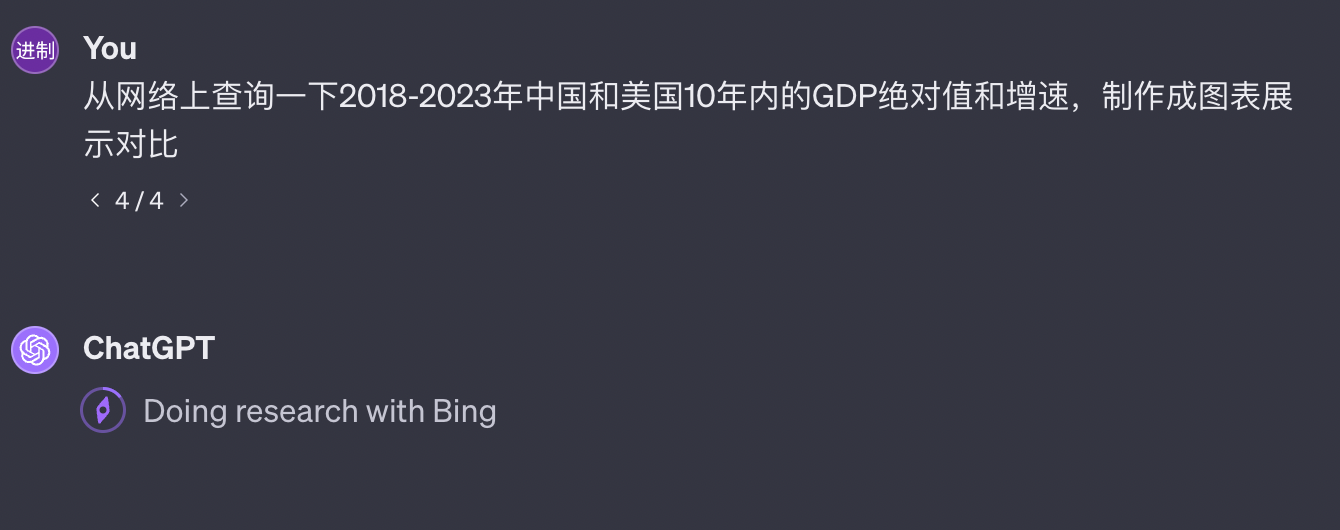 进制
You
从网络上查询一下2018-2023年中国和美国10年内的GDP绝对值和增速，制作成图表展
示对比
4 / 4
ChatGPT
Doing research with Bing